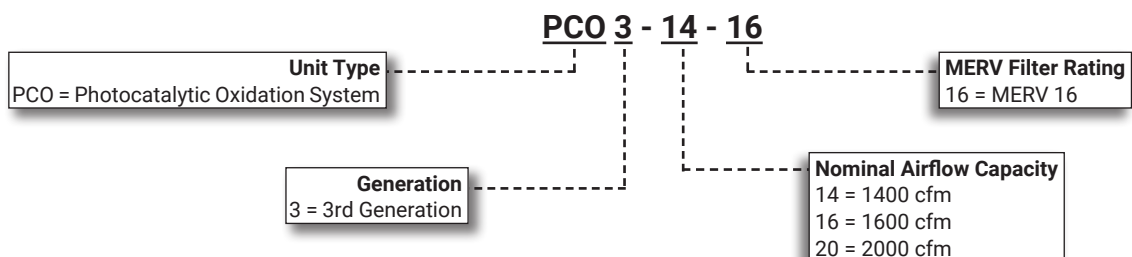 PCO 3 - 14 - 16
Unit Type
PCO = Photocatalytic Oxidation System
MERV Filter Rating
16 = MERV 16
Generation
3 = 3rd Generation
Nominal Airflow Capacity
14 = 1400 cfm
16 = 1600 cfm
20 = 2000 cfm